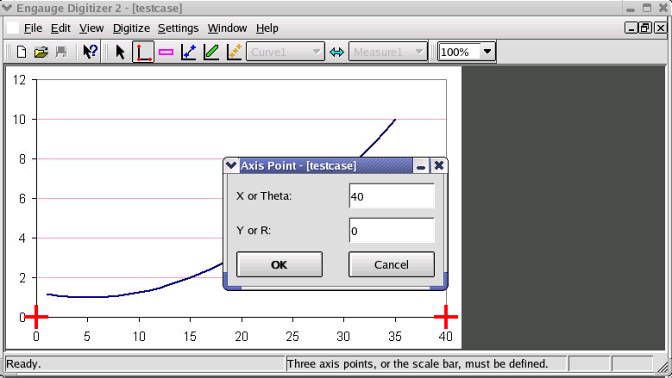 Engauge Digitizer 2 - [testcase]
File Edit View Digitize Settings Window Help
Curve1 Measure1 100%
12
10
8
6
4
2
0
0 5 10 15 20 25 30 35 40
Axis Point - [testcase]
X or Theta: 40
Y or R: 0
OK Cancel
Ready. Three axis points, or the scale bar, must be defined.